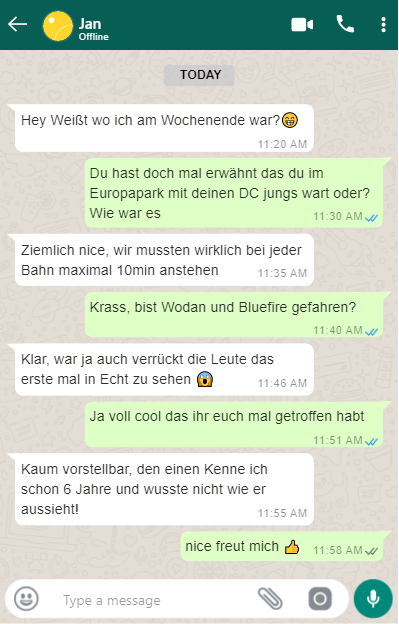 Jan
Offline
TODAY
Hey Weißt wo ich am Wochenende war?😁
11:20 AM
Du hast doch mal erwähnt das du im
Europapark mit deinen DC jungs wart oder?
Wie war es
11:30 AM
Ziemlich nice, wir mussten wirklich bei jeder
Bahn maximal 10min anstehen
11:35 AM
Krass, bist Wodan und Bluefire gefahren?
11:40 AM
Klar, war ja auch verrückt die Leute das
erste mal in Echt zu sehen 😱
11:46 AM
Ja voll cool das ihr euch mal getroffen habt
11:51 AM
Kaum vorstellbar, den einen Kenne ich
schon 6 Jahre und wusste nicht wie er
aussieht!
11:55 AM
nice freut mich 👍
11:58 AM
Type a message